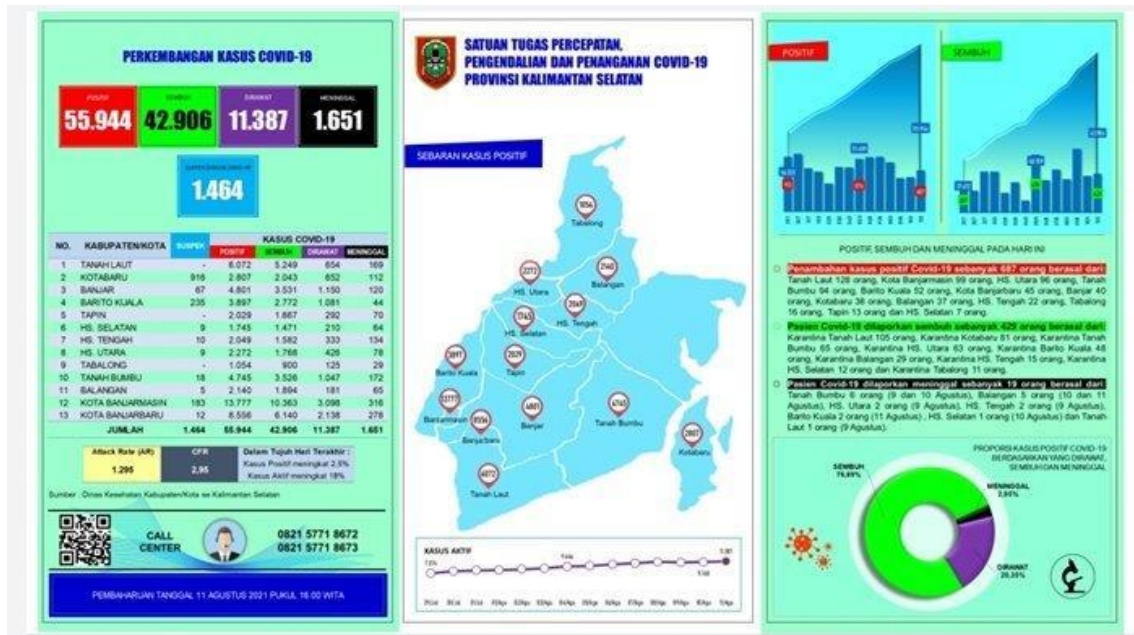 PERKEMBANGAN KASUS COVID-19
POSITIF
55.944
SEMBUH
42.906
DIRAWAT
11.387
MENINGGAL
1.651
1.464
NO. KABUPATEN/KOTA SUSPEK KASUS COVID-19
POSITIF SEMBUH DIRAWAT MENINGGAL
1 TANAH LAUT - 6.072 5.249 654 169
2 KOTABARU 916 2.807 2.043 652 112
3 BANJAR 67 4.801 3.531 1.150 120
4 BARITO KUALA 235 3.897 2.772 1.081 44
5 TAPIN - 2.029 1.667 292 70
6 HS. SELATAN 9 1.745 1.471 210 64
7 HS. TENGAH 10 2.049 1.582 333 134
8 HS. UTARA 9 2.272 1.768 426 78
9 TABALONG - 1.054 900 125 29
10 TANAH BUMBU 18 4.745 3.526 1.047 172
11 BALANGAN 5 2.140 1.894 181 65
12 KOTA BANJARMASIN 183 13.777 10.363 3.098 316
13 KOTA BANJARBARU 12 8.556 6.140 2.138 278
JUMLAH 1.464 55.944 42.906 11.387 1.651
Attack Rate (AR)
1.295
CFR
2,95
Dalam Tujuh Hari Terakhir :
Kasus Positif meningkat 2,5%
Kasus Aktif meningkat 18%
Sumber : Dinas Kesehatan Kabupaten/Kota se Kalimantan Selatan
CALL CENTER
0821 5771 8672
0821 5771 8673
PEMBAHARUAN TANGGAL 11 AGUSTUS 2021 PUKUL 16.00 WITA
SATUAN TUGAS PERCEPATAN,
PENGENDALIAN DAN PENANGANAN COVID-19
PROVINSI KALIMANTAN SELATAN
SEBARAN KASUS POSITIF
Tabalong
2272
HS. Utara
2140
Balangan
1745
HS. Selatan
2049
HS. Tengah
3897
Barito Kuala
2029
Tapin
13777
Banjarmasin
8556
Banjarbaru
4801
Banjar
4745
Tanah Bumbu
2807
Kotabaru
6072
Tanah Laut
KASUS AKTIF
POSITIF
SEMBUH
POSITIF, SEMBUH DAN MENINGGAL PADA HARI INI
Penambahan kasus positif Covid-19 sebanyak 687 orang berasal dari:
Tanah Laut 128 orang, Kota Banjarmasin 99 orang, HS. Utara 96 orang, Tanah
Bumbu 94 orang, Barito Kuala 52 orang, Kota Banjarbaru 45 orang, Banjar 40
orang, Kotabaru 38 orang, Balangan 37 orang, HS. Tengah 22 orang, Tabalong
16 orang, Tapin 13 orang dan HS. Selatan 7 orang.
Pasien Covid-19 dilaporkan sembuh sebanyak 429 orang berasal dari:
Karantina Tanah Laut 105 orang, Karantina Kotabaru 81 orang, Karantina Tanah
Bumbu 65 orang, Karantina HS. Utara 63 orang, Karantina Barito Kuala 48
orang, Karantina Balangan 29 orang, Karantina HS. Tengah 15 orang, Karantina
HS. Selatan 12 orang dan Karantina Tabalong 11 orang.
Pasien Covid-19 dilaporkan meninggal sebanyak 19 orang berasal dari:
Tanah Bumbu 6 orang (9 dan 10 Agustus), Balangan 5 orang (10 dan 11
Agustus), HS. Utara 2 orang (9 Agustus), HS. Tengah 2 orang (9 Agustus),
Barito Kuala 2 orang (11 Agustus), HS. Selatan 1 orang (10 Agustus) dan Tanah
Laut 1 orang (9 Agustus).
PROPORSI KASUS POSITIF COVID-19
BERDASARKAN YANG DIRAWAT,
SEMBUH DAN MENINGGAL
SEMBUH
MENINGGAL
2,95%
DIRAWAT
20,35%